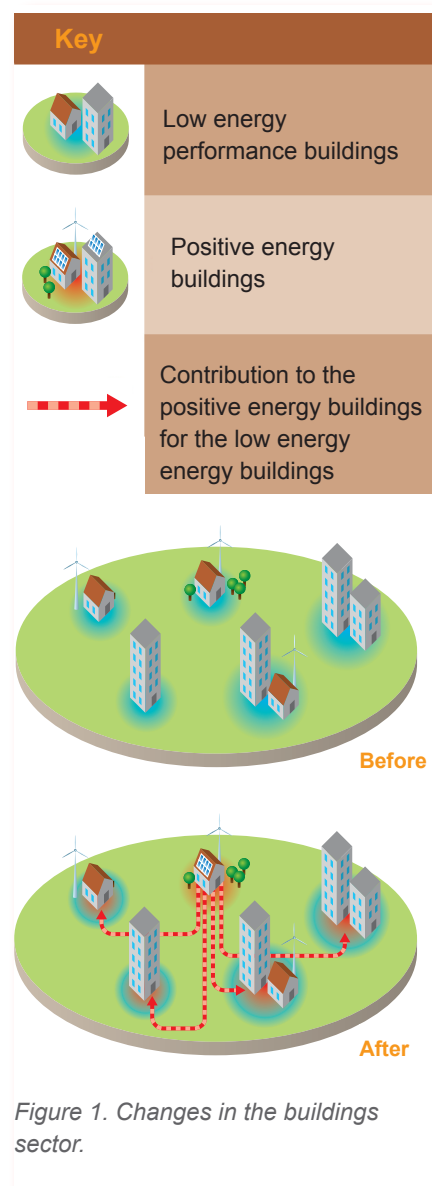 Key
Low energy
performance buildings
Positive energy
buildings
Contribution to the
positive energy buildings
for the low energy
energy buildings
Before
After
Figure 1. Changes in the buildings
sector.